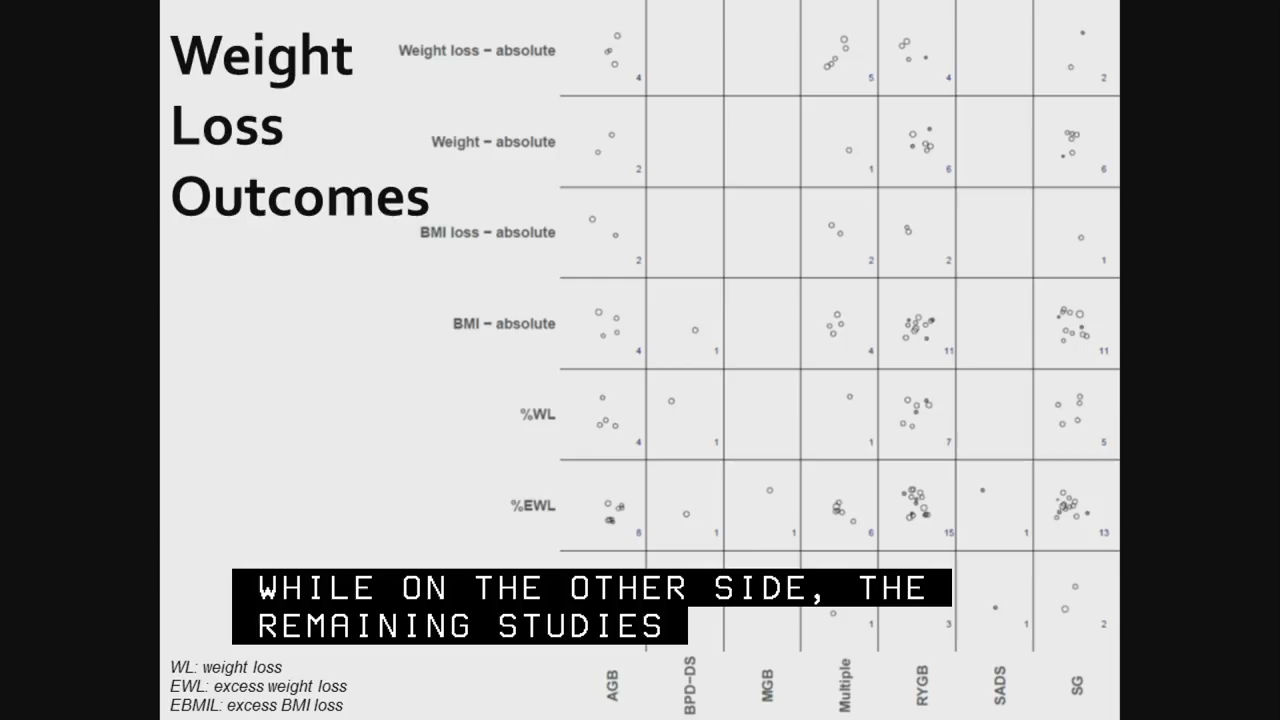 Weight
Loss
Outcomes
Weight loss – absolute
4 5 4 2
Weight – absolute
2 1 6 6
BMI loss – absolute
2 2 2 1
BMI – absolute
4 1 4 11 11
%WL
4 1 1 7 5
%EWL
8 1 1 6 15 1 13
1 3 1 2
WHILE ON THE OTHER SIDE, THE
REMAINING STUDIES
WL: weight loss
EWL: excess weight loss
EBMIL: excess BMI loss
AGB BPD-DS MGB Multiple RYGB SADS SG